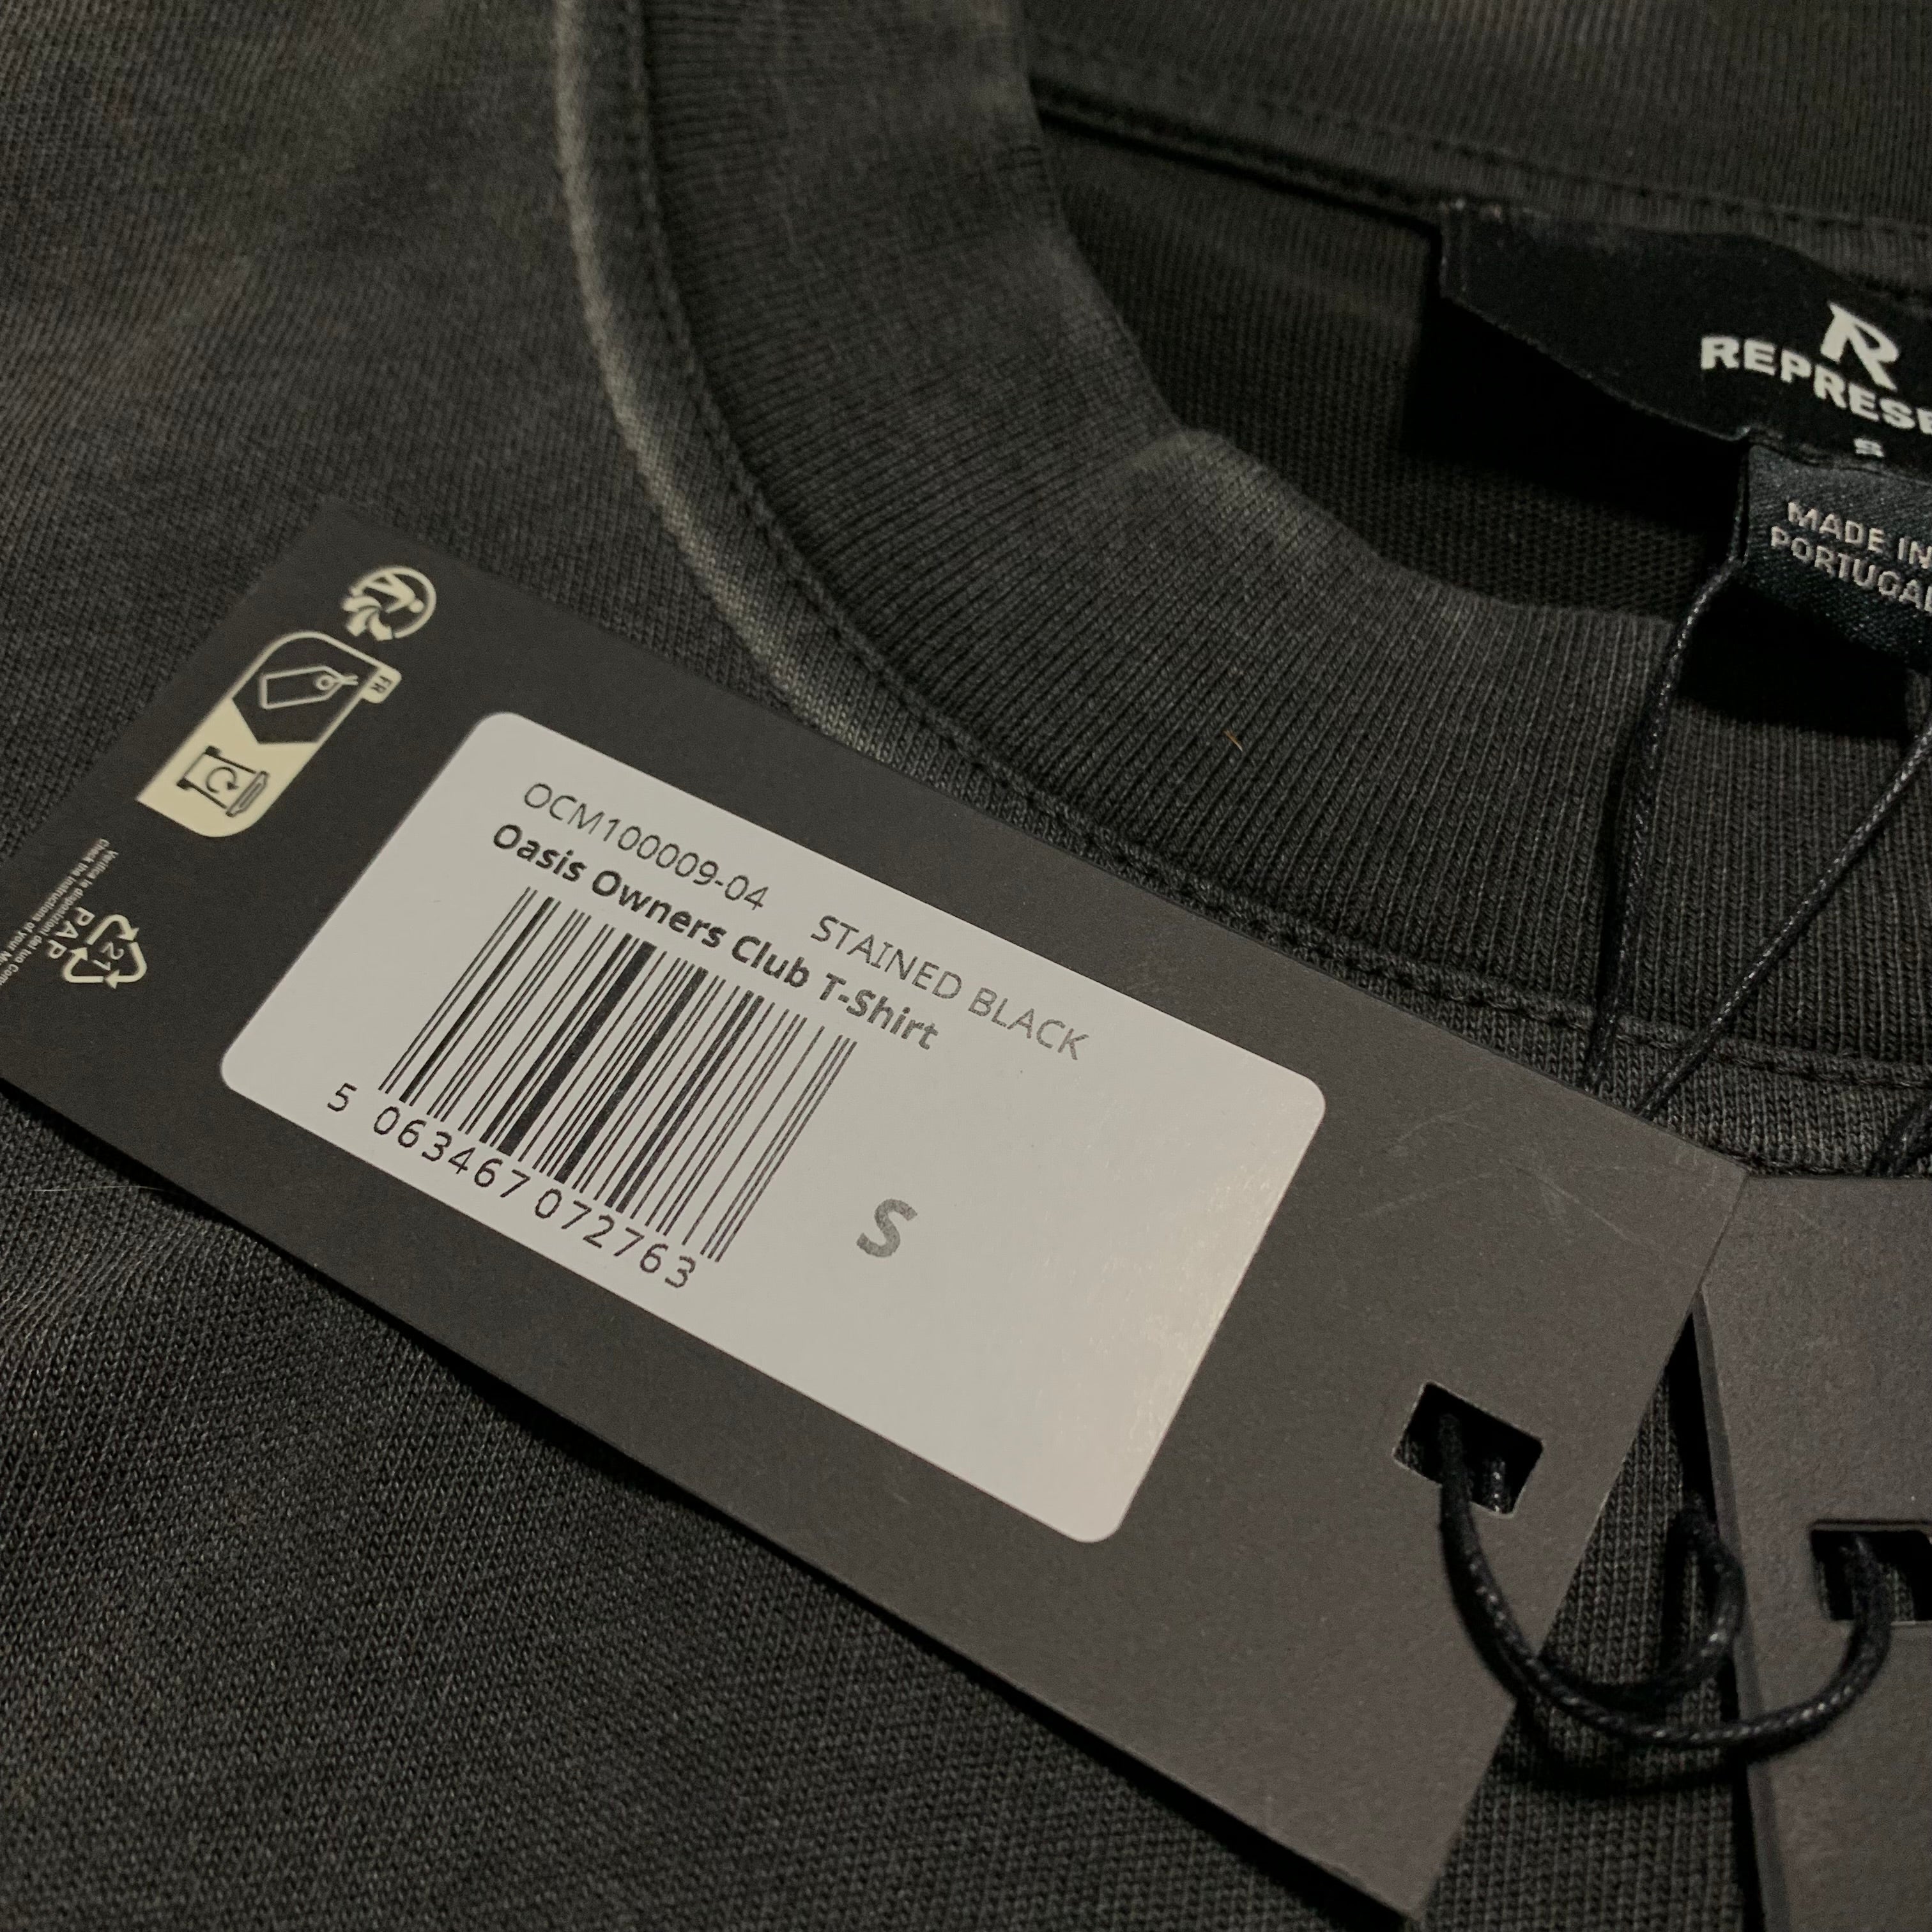 R
REPRESE
S
MADE IN
PORTUGAL
FR
OCM100009-04 STAINED BLACK
Oasis Owners Club T-Shirt
5 063467 072763
S
21
PAP